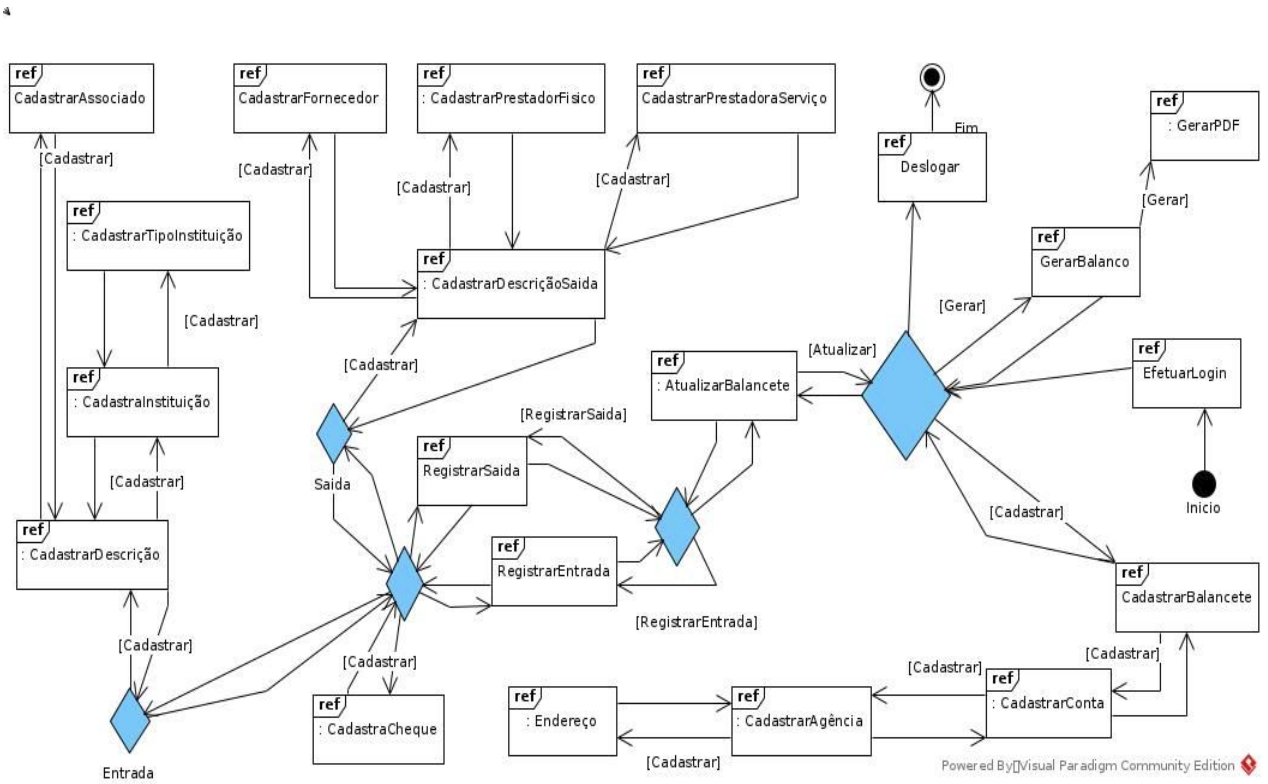 ref
CadastrarAssociado
ref
CadastrarFornecedor
ref
: CadastrarPrestadorFisico
ref
CadastrarPrestadoraServiço
Fim
ref
Deslogar
ref
: GerarPDF
[Cadastrar]
[Cadastrar]
[Cadastrar]
[Cadastrar]
[Gerar]
ref
: CadastrarTipoInstituição
ref
: CadastrarDescriçãoSaida
ref
GerarBalanco
[Cadastrar]
[Cadastrar]
[Gerar]
[Atualizar]
ref
: CadastraInstituição
ref
: AtualizarBalancete
ref
EfetuarLogin
[RegistrarSaida]
ref
RegistrarSaida
Saida
[Cadastrar]
Inicio
[Cadastrar]
ref
: CadastrarDescrição
ref
RegistrarEntrada
ref
CadastrarBalancete
[RegistrarEntrada]
[Cadastrar]
[Cadastrar]
[Cadastrar]
[Cadastrar]
ref
: CadastraCheque
ref
: Endereço
ref
: CadastrarAgência
ref
: CadastrarConta
[Cadastrar]
Entrada
Powered By▯Visual Paradigm Community Edition